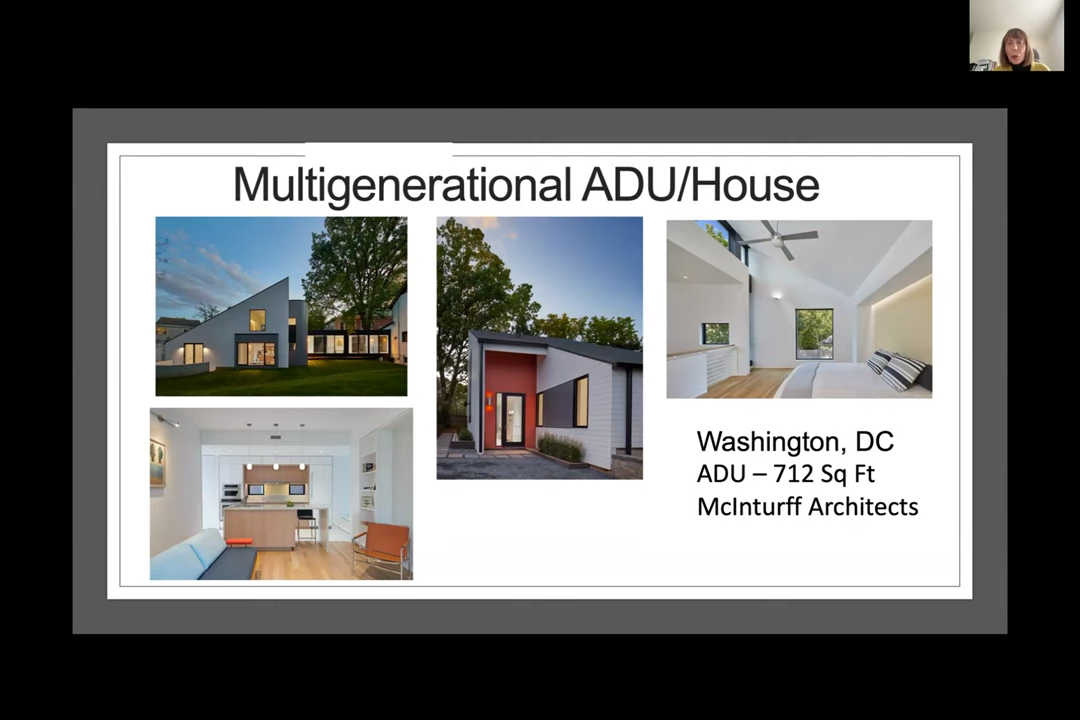 Multigenerational ADU/House
Washington, DC
ADU – 712 Sq Ft
McInturff Architects